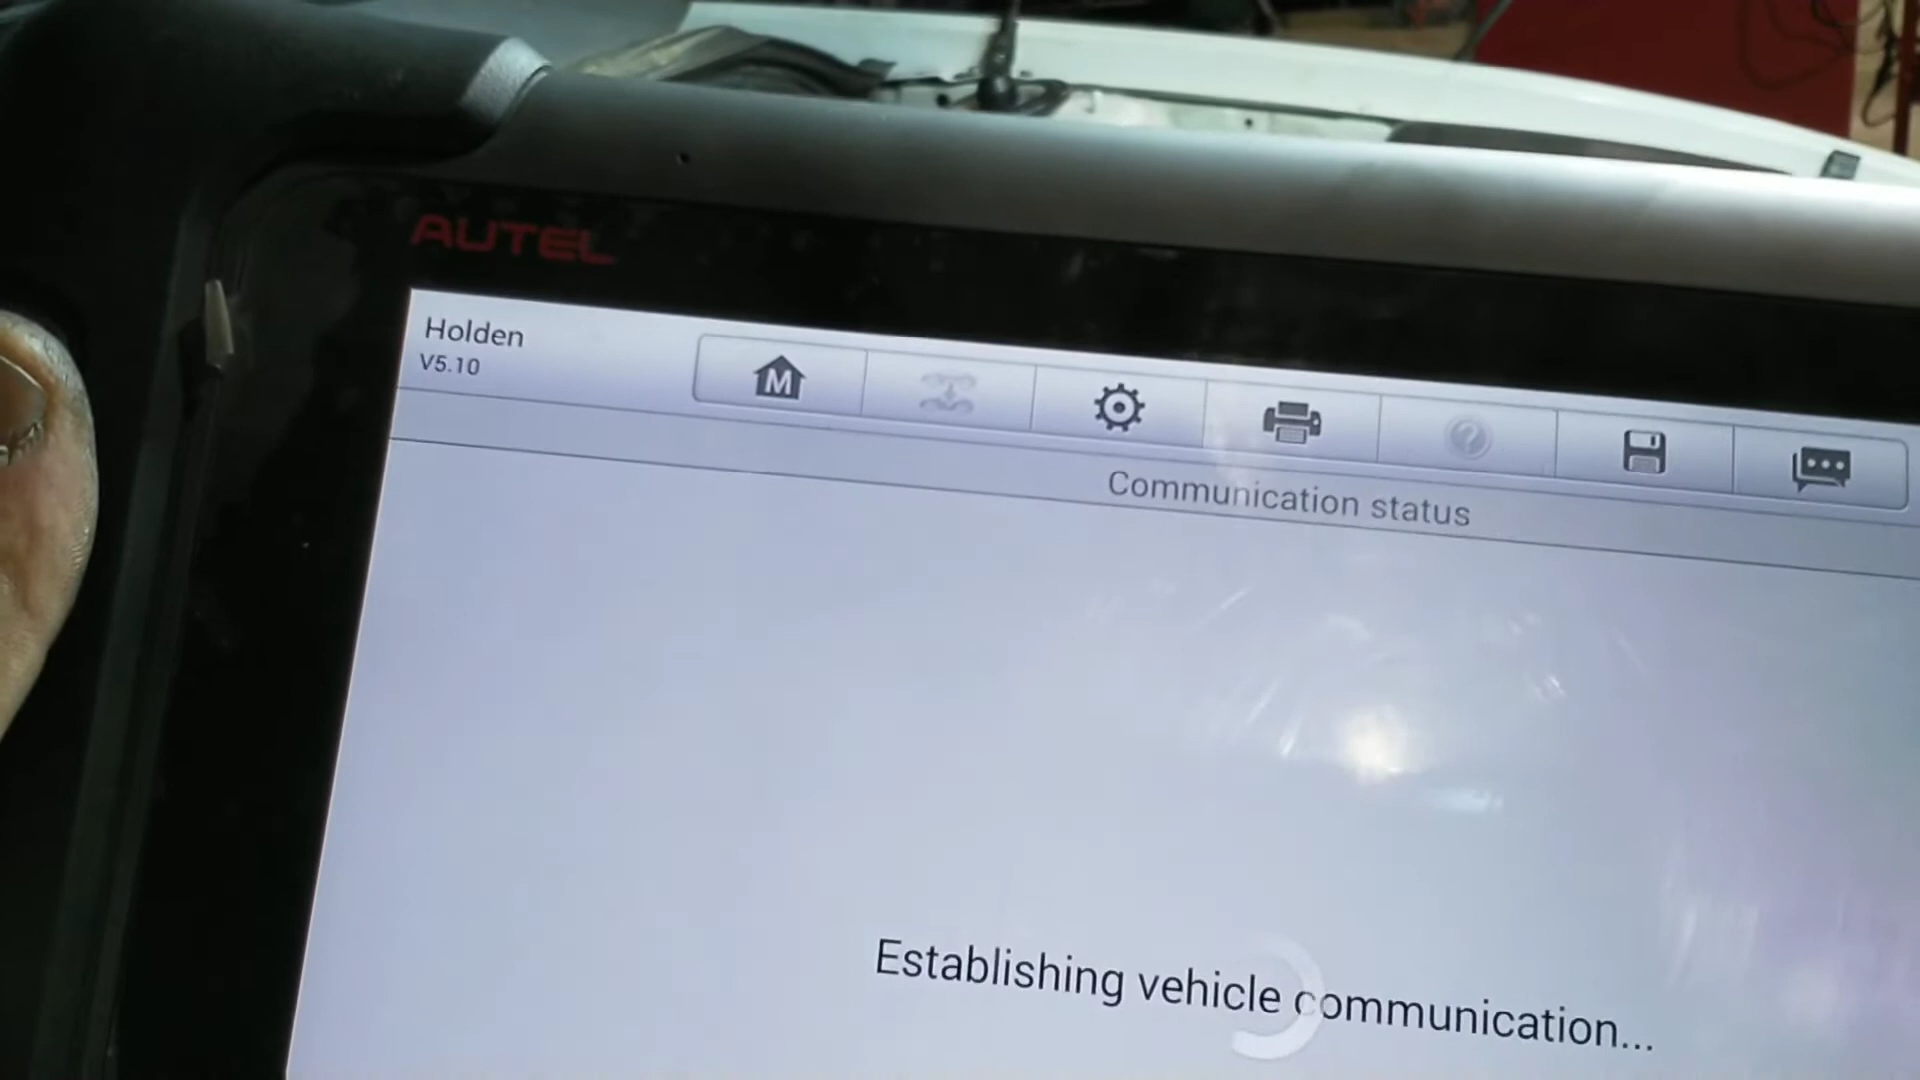 AUTEL
Holden
V5.10
M
Communication status
Establishing vehicle communication...